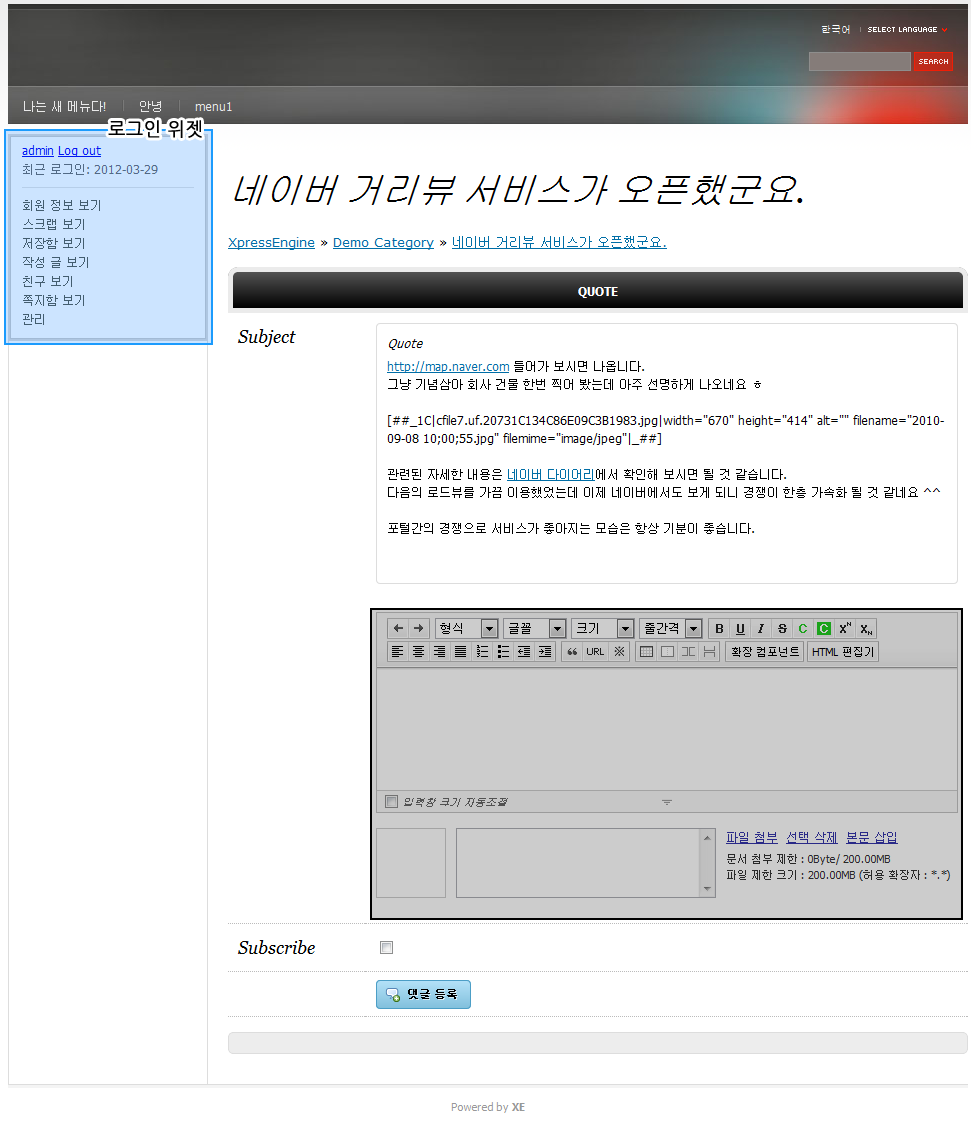 한국어 | SELECT LANGUAGE
SEARCH
나는 새 메뉴다! 안녕 menu1
로그인 위젯
admin Log out
최근 로그인: 2012-03-29
회원 정보 보기
스크랩 보기
저장함 보기
작성 글 보기
친구 보기
쪽지함 보기
관리
네이버 거리뷰 서비스가 오픈했군요.
XpressEngine » Demo Category » 네이버 거리뷰 서비스가 오픈했군요.
QUOTE
Subject
Quote
http://map.naver.com 들어가 보시면 나옵니다.
그냥 기념삼아 회사 건물 한번 찍어 봤는데 아주 선명하게 나오네요 ㅎ
[##_1C|cfile7.uf.20731C134C86E09C3B1983.jpg|width="670" height="414" alt="" filename="2010-
09-08 10;00;55.jpg" filemime="image/jpeg"|_##]
관련된 자세한 내용은 네이버 다이어리에서 확인해 보시면 될 것 같습니다.
다음의 로드뷰를 가끔 이용했었는데 이제 네이버에서도 보게 되니 경쟁이 한층 가속화 될 것 같네요 ^^
포털간의 경쟁으로 서비스가 좋아지는 모습은 항상 기분이 좋습니다.
형식 글꼴 크기 줄간격 B U I S C C X^N X_N
“ URL ※ 확장 컴포넌트 HTML 편집기
입력창 크기 자동조절
파일 첨부 선택 삭제 본문 삽입
문서 첨부 제한 : 0Byte/ 200.00MB
파일 제한 크기 : 200.00MB (허용 확장자 : *.*)
Subscribe
댓글 등록
Powered by XE